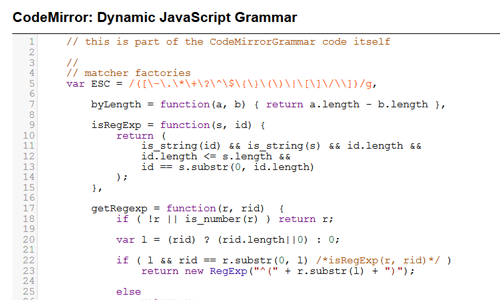 CodeMirror: Dynamic JavaScript Grammar
1 // this is part of the CodeMirrorGrammar code itself
2
3 //
4 // matcher factories
5 var ESC = /([\-\.\*\+\?\^\$\{\}\(\)\|\[\]\/\\])/g,
6
7 byLength = function(a, b) { return a.length - b.length },
8
9 isRegExp = function(s, id) {
10 return (
11 is_string(id) && is_string(s) && id.length &&
12 id.length <= s.length &&
13 id == s.substr(0, id.length)
14 );
15 },
16
17 getRegexp = function(r, rid)  {
18 if ( !r || is_number(r) ) return r;
19
20 var l = (rid) ? (rid.length||0) : 0;
21
22 if ( l && rid == r.substr(0, l) /*isRegExp(r, rid)*/ )
23 return new RegExp("^(" + r.substr(l) + ")");
24
25 else